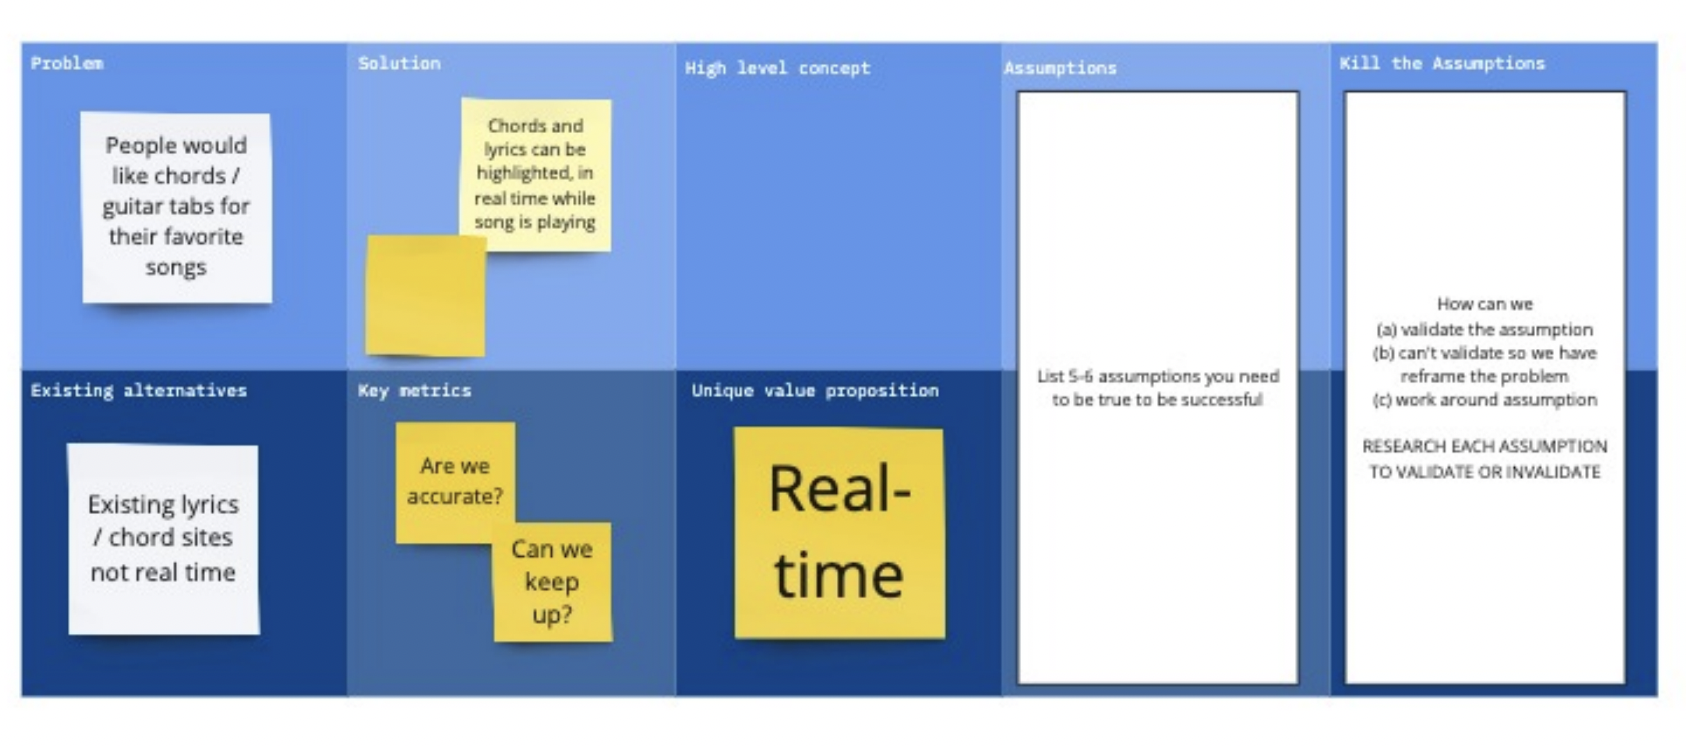 Problem
People would
like chords /
guitar tabs for
their favorite
songs
Solution
Chords and
lyrics can be
highlighted, in
real time while
song is playing
High level concept
Assumptions
List 5-6 assumptions you need
to be true to be successful
Kill the Assumptions
How can we
(a) validate the assumption
(b) can't validate so we have
reframe the problem
(c) work around assumption
RESEARCH EACH ASSUMPTION
TO VALIDATE OR INVALIDATE
Existing alternatives
Existing lyrics
/ chord sites
not real time
Key metrics
Are we
accurate?
Can we
keep
up?
Unique value proposition
Real-
time